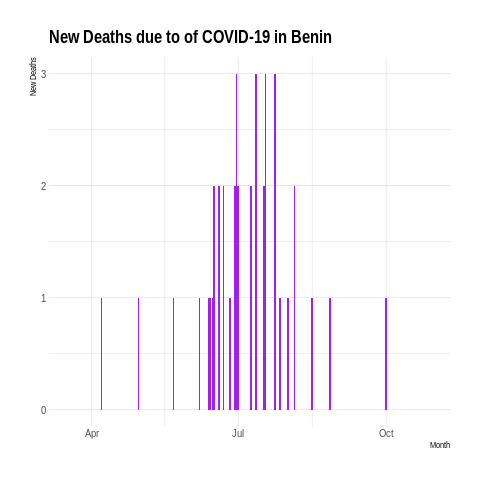 New Deaths due to of COVID-19 in Benin
New Deaths
3
2
1
0
Apr Jul Oct
Month